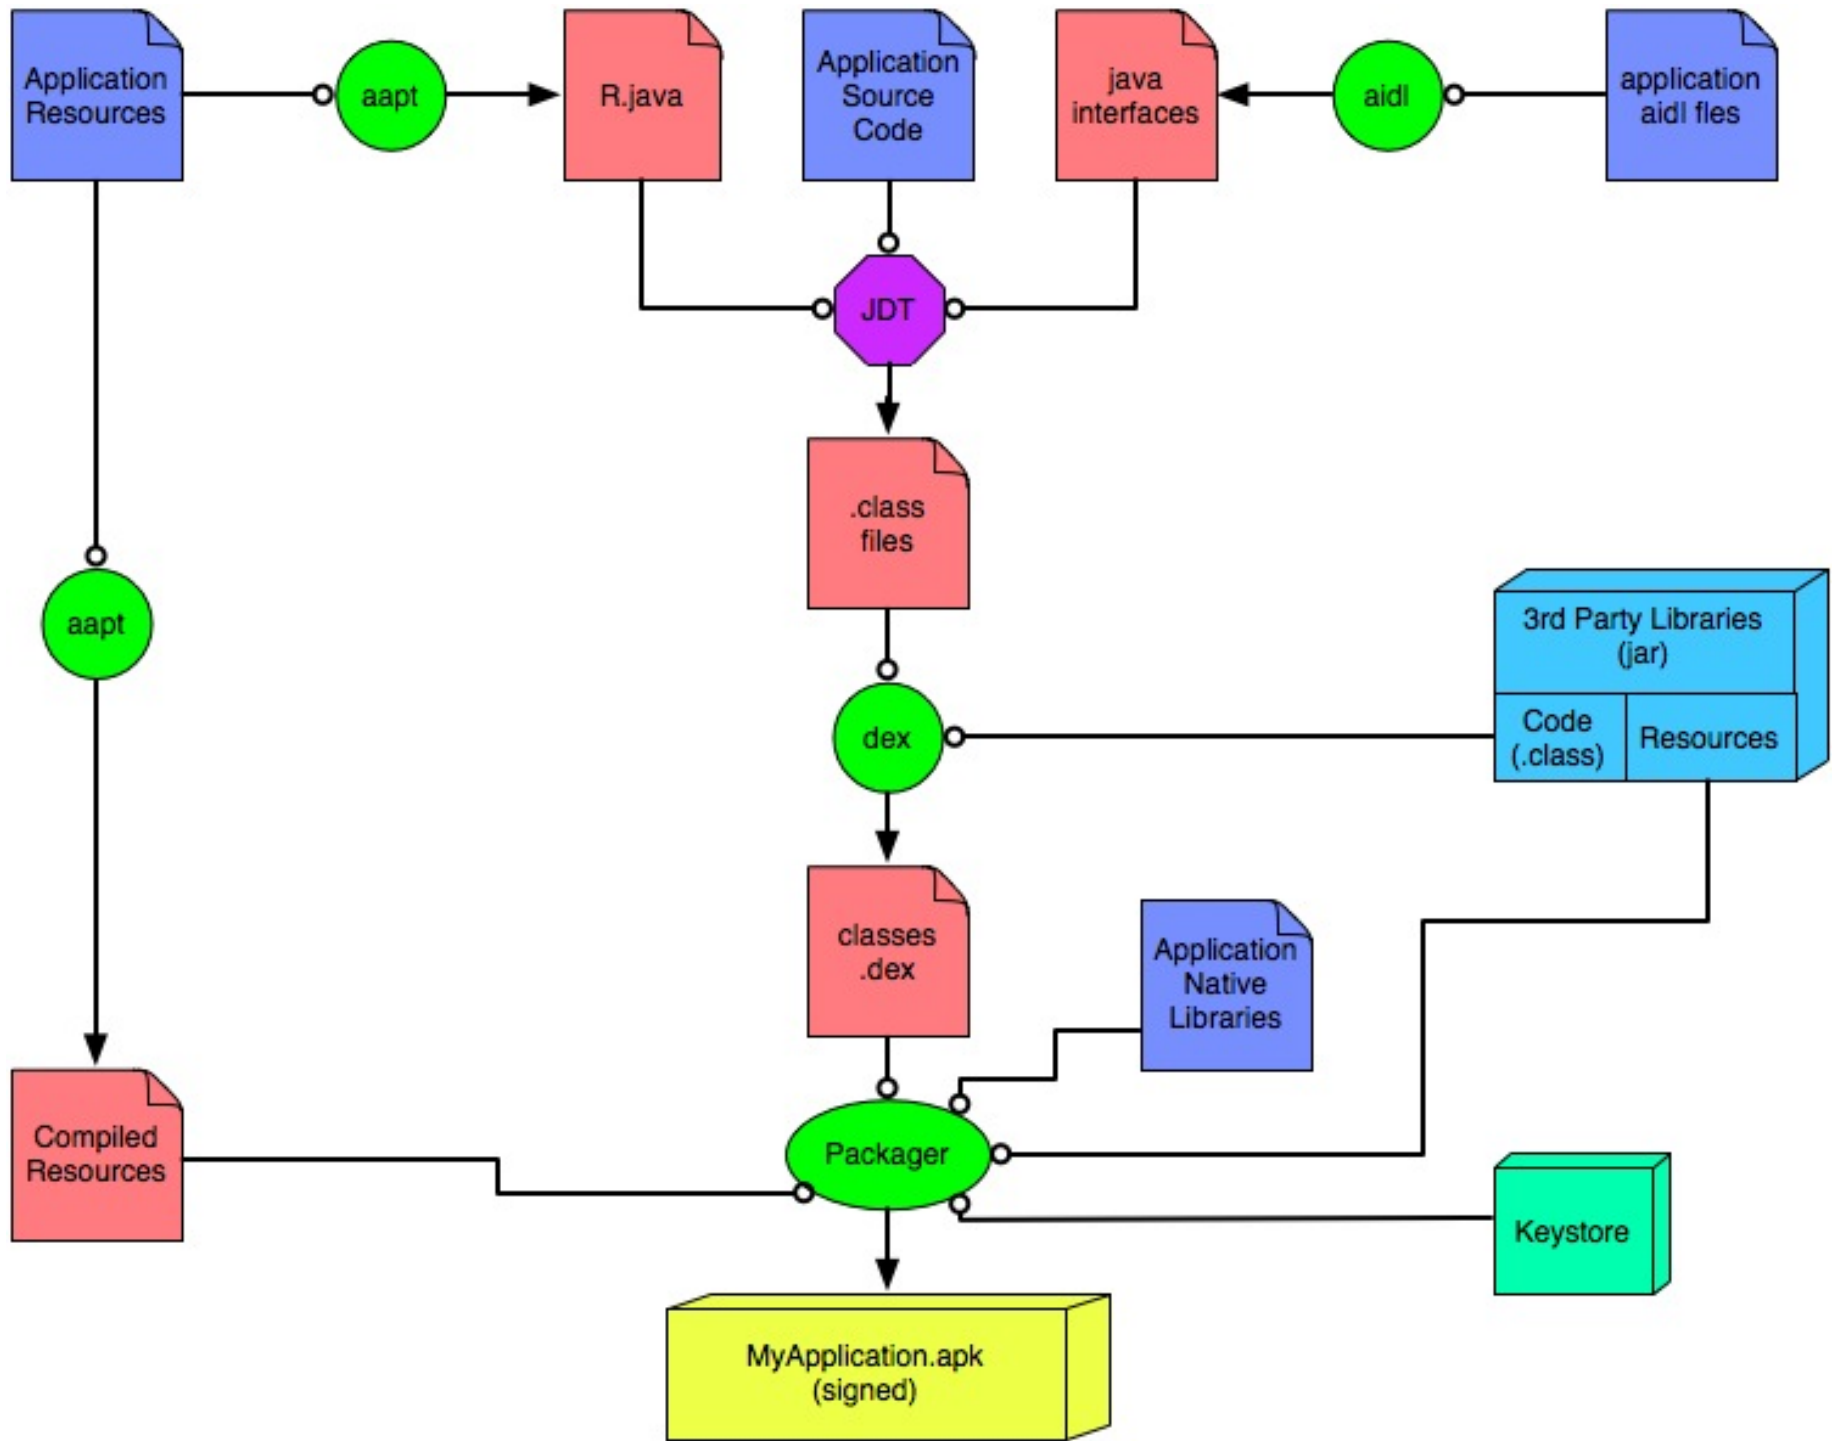 Application
Resources
aapt
R.java
Application
Source
Code
java
interfaces
aidl
application
aidl fles
JDT
.class
files
aapt
3rd Party Libraries
(jar)
Code
(.class)
Resources
dex
classes
.dex
Application
Native
Libraries
Compiled
Resources
Packager
Keystore
MyApplication.apk
(signed)